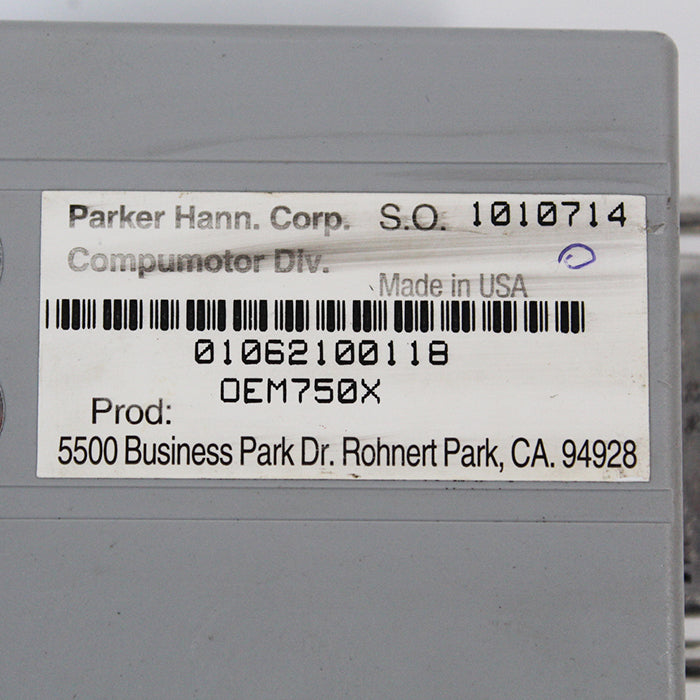 Parker Hann. Corp. S.O. 1010714
Compumotor Div.
Made in USA
01062100118
OEM750X
Prod:
5500 Business Park Dr. Rohnert Park, CA. 94928